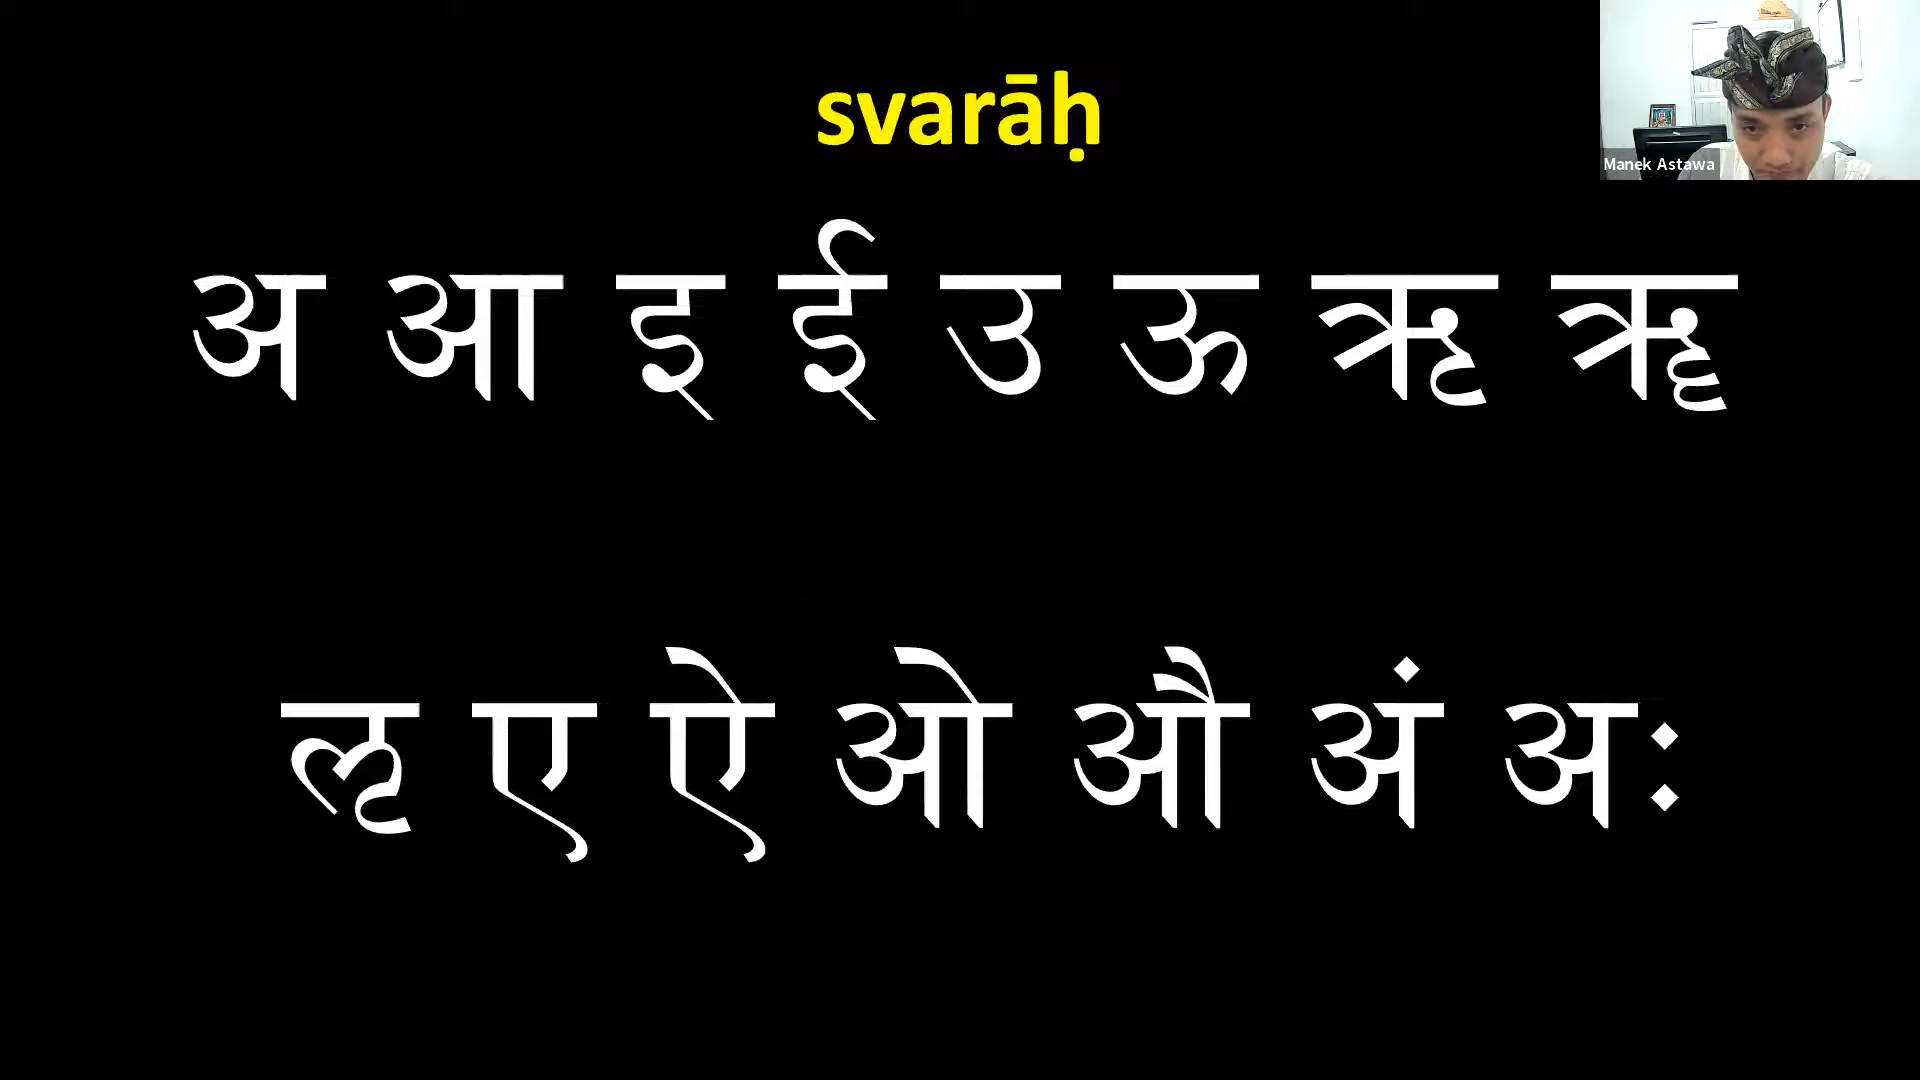 svarāḥ
Manek Astawa
अ आ इ ई उ ऊ ऋ ॠ
ऌ ए ऐ ओ औ अं अः